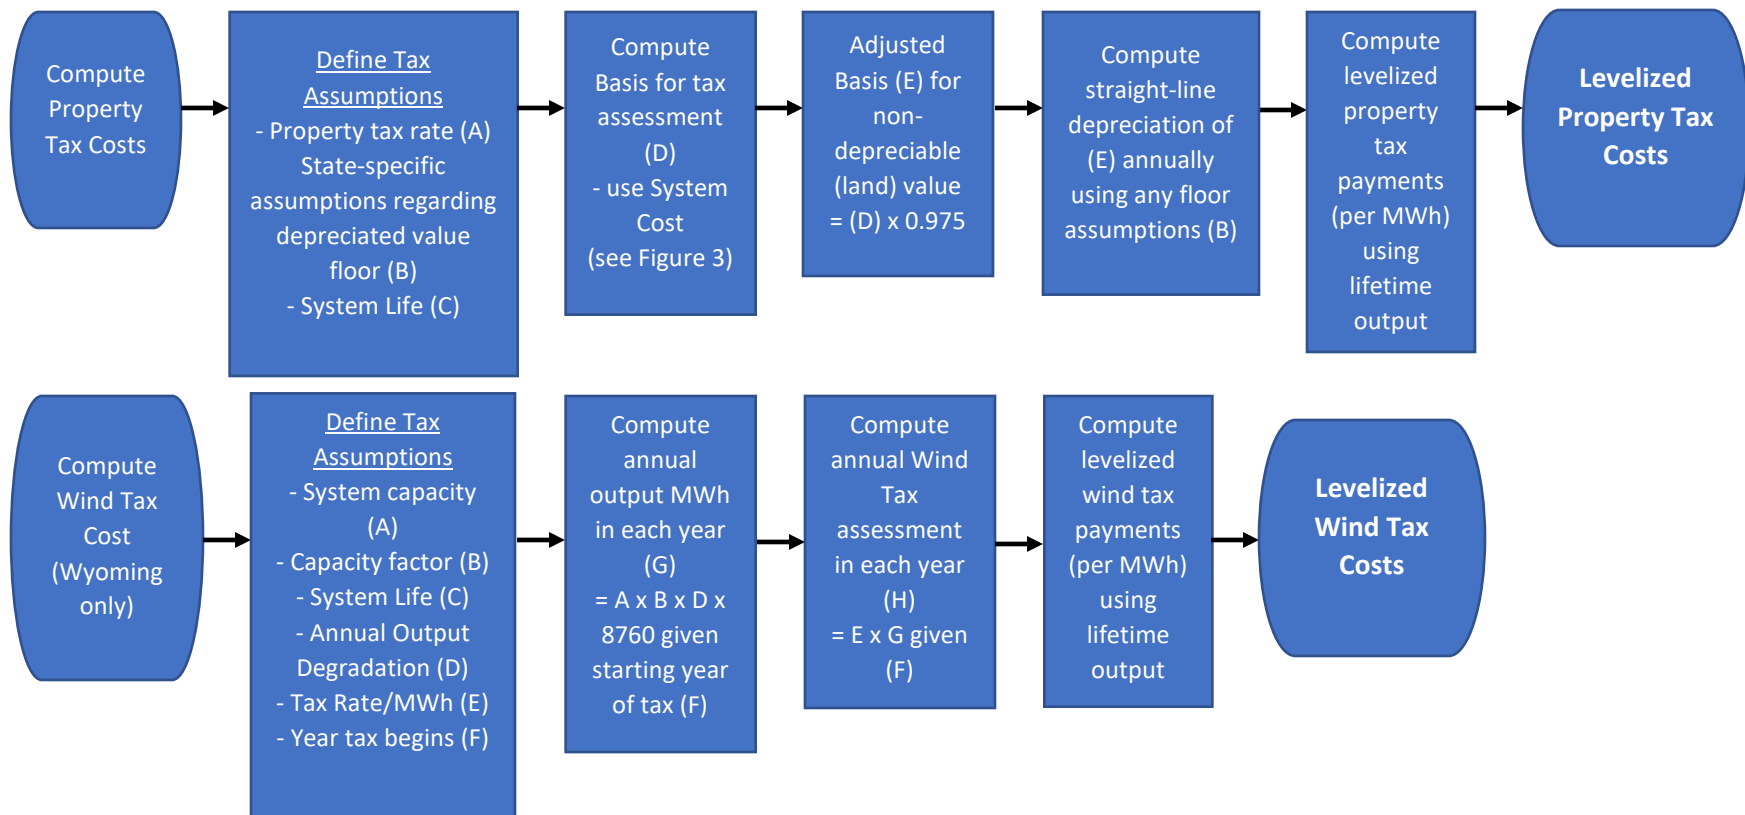 Compute
Property
Tax Costs
Define Tax
Assumptions
- Property tax rate (A)
State-specific
assumptions regarding
depreciated value
floor (B)
- System Life (C)
Compute
Basis for tax
assessment
(D)
- use System
Cost
(see Figure 3)
Adjusted
Basis (E) for
non-
depreciable
(land) value
= (D) x 0.975
Compute
straight-line
depreciation of
(E) annually
using any floor
assumptions (B)
Compute
levelized
property
tax
payments
(per MWh)
using
lifetime
output
Levelized
Property Tax
Costs
Compute
Wind Tax
Cost
(Wyoming
only)
Define Tax
Assumptions
- System capacity
(A)
- Capacity factor (B)
- System Life (C)
- Annual Output
Degradation (D)
- Tax Rate/MWh (E)
- Year tax begins (F)
Compute
annual
output MWh
in each year
(G)
= A x B x D x
8760 given
starting year
of tax (F)
Compute
annual Wind
Tax
assessment
in each year
(H)
= E x G given
(F)
Compute
levelized
wind tax
payments
(per MWh)
using
lifetime
output
Levelized
Wind Tax
Costs